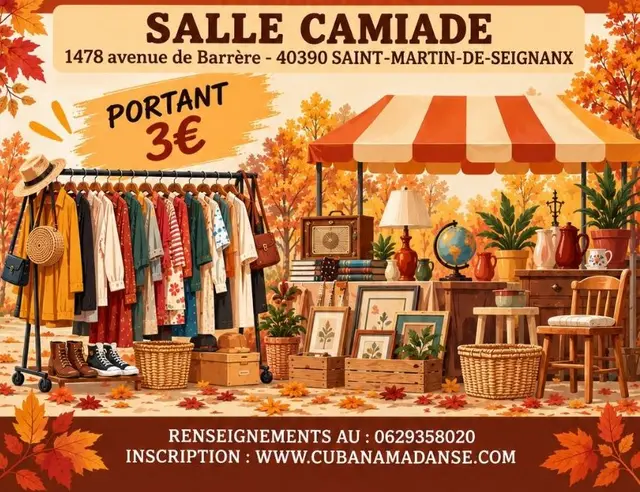 SALLE CAMIADE
1478 avenue de Barrère - 40390 SAINT-MARTIN-DE-SEIGNANX
PORTANT
3€
RENSEIGNEMENTS AU : 0629358020
INSCRIPTION : WWW.CUBANAMADANSE.COM